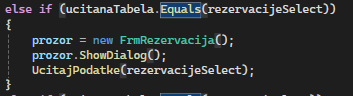 else if (ucitanaTabela.Equals(rezervacijeSelect))
{
prozor = new FrmRezervacija();
prozor.ShowDialog();
UcitajPodatke(rezervacijeSelect);
}